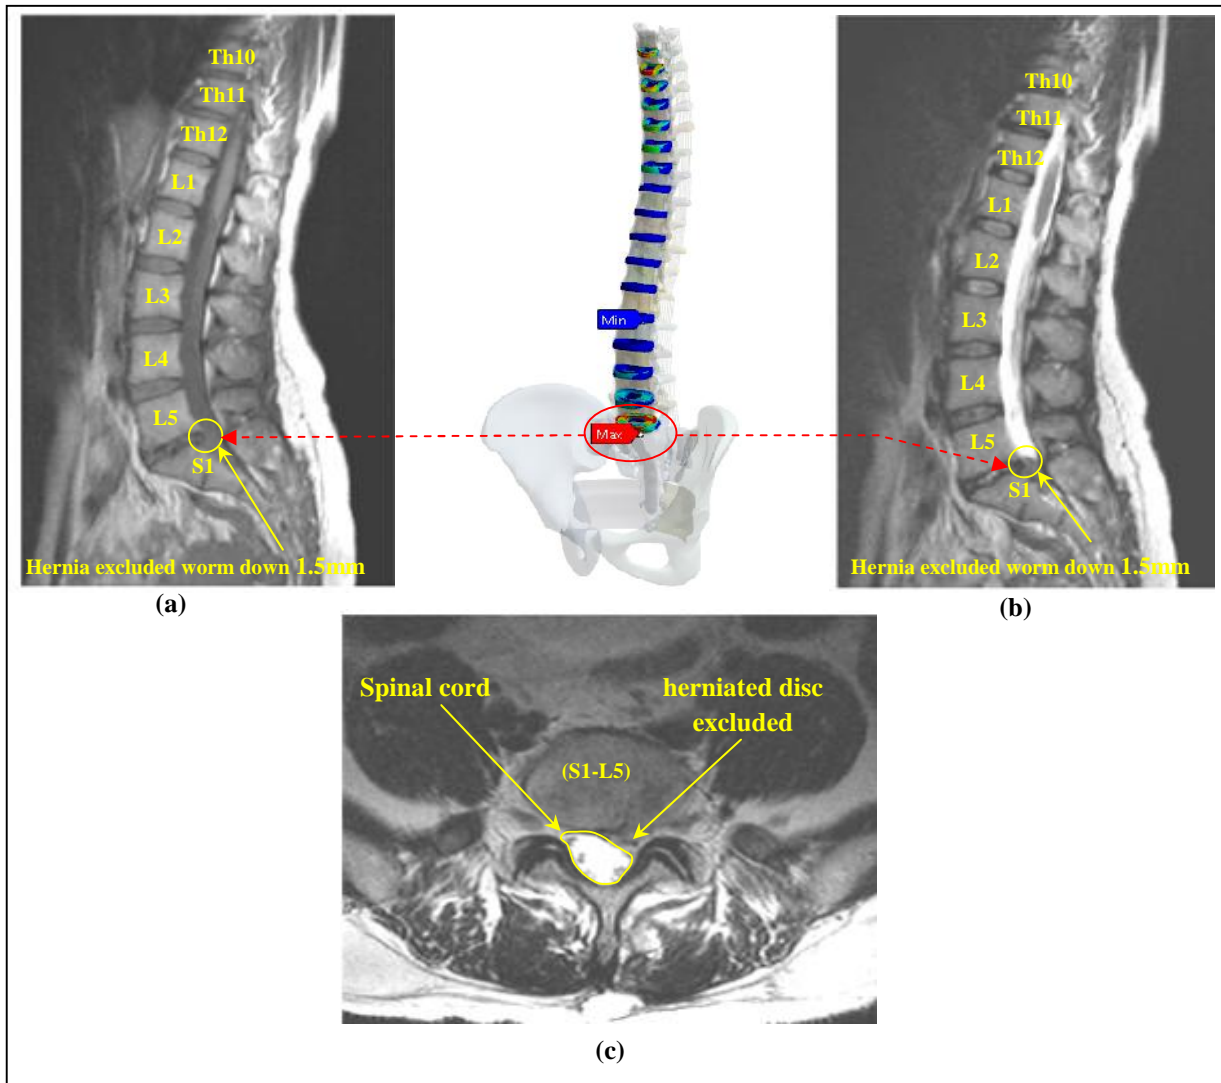 Th10
Th11
Th12
L1
L2
L3
L4
L5
S1
Hernia excluded worm down 1.5mm
(a)
Min
Max
Th10
Th11
Th12
L1
L2
L3
L4
L5
S1
Hernia excluded worm down 1.5mm
(b)
Spinal cord
herniated disc
excluded
(S1-L5)
(c)